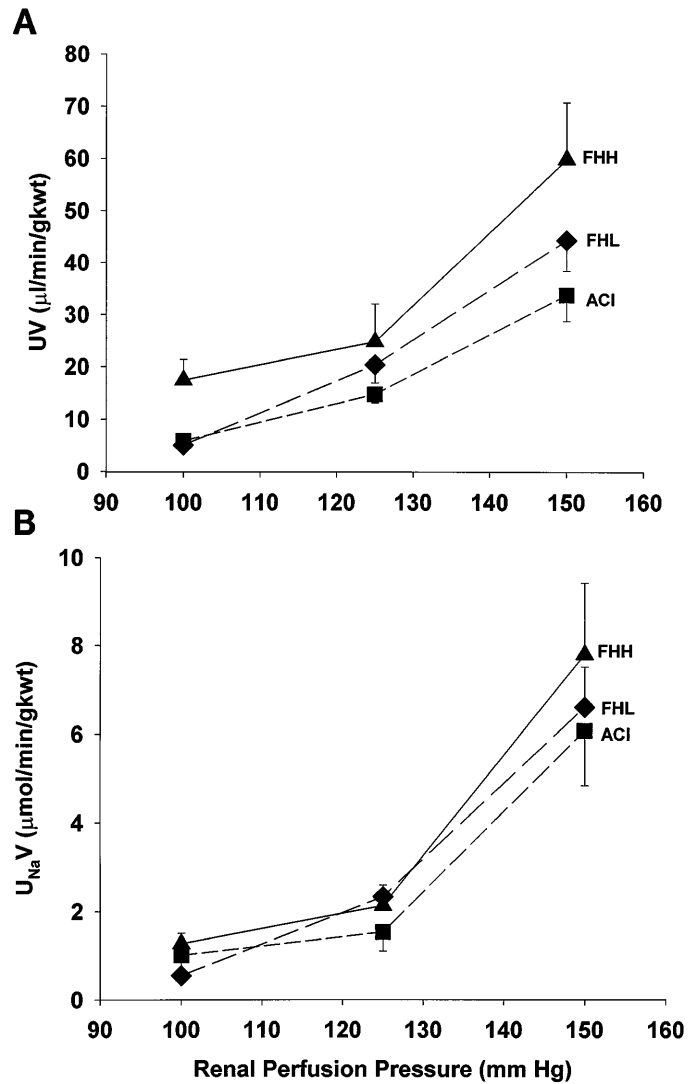 A
80
70
60
50
40
30
20
10
0
UV (µl/min/gkwt)
FHH
FHL
ACI
90 100 110 120 130 140 150 160
B
10
8
6
4
2
0
UNaV (µmol/min/gkwt)
FHH
FHL
ACI
90 100 110 120 130 140 150 160
Renal Perfusion Pressure (mm Hg)